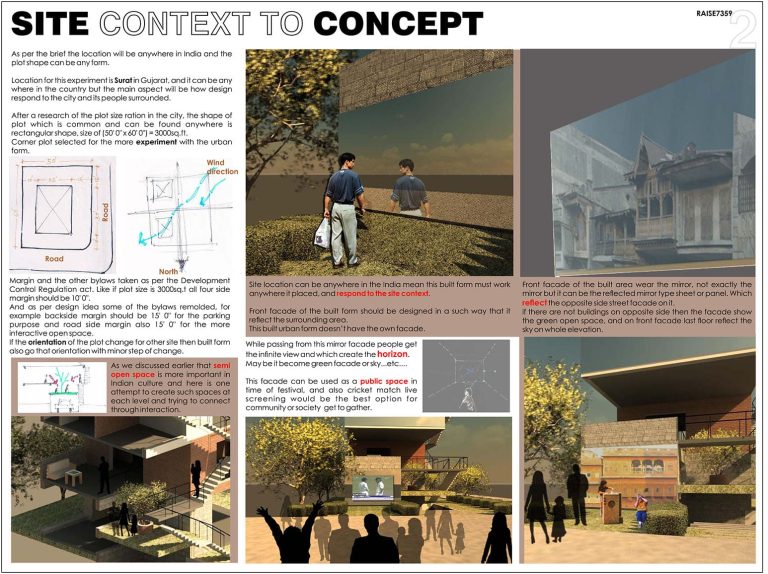 SITE CONTEXT TO CONCEPT
RAISE7359
2
As per the brief the location will be anywhere in India and the
plot shape can be any farm.
Location for this experiment is Surat in Gujarat, and it can be any
where in the country but the main aspect will be how design
respond to the city and its people surrounded.
After a research of the plot size ration in the city, the shape of
plot which is common and can be found anywhere is
rectangular shape, size of (50' 0" x 60' 0") = 3000sq.ft.
Corner plot selected for the more experiment with the urban
form.
Road
Road
Wind
direction
North
Margin and the other bylaws taken as per the Development
Control Regulation act. Like if plot size is 3000sq.f. all four side
margin should be 10' 0".
And as per design idea some of the bylaws remolded, for
example backside margin should be 15' 0" for the parking
purpose and road side margin also 15' 0" for the more
interactive open space.
If the orientation of the plot change for other site then built form
also go that orientation with minor step of change.
As we discussed earlier that semi
open space is more important in
Indian culture and here is one
attempt to create such spaces at
each level and trying to connect
through interaction.
Site location can be anywhere in the India mean this built form must work
anywhere it placed, and respond to the site context.
Front facade of the built form should be designed in a such way that it
reflect the surrounding area.
This built urban form doesn't have the own facade.
While passing from this mirror facade people get
the infinite view and which create the horizon.
May be it become green facade or sky...etc....
This facade can be used as a public space in
time of festival, and also cricket match live
screening would be the best option for
community or society get to gather.
Front facade of the built area wear the mirror, not exactly the
mirror but it can be the reflected mirror type sheet or panel. Which
reflect the opposite side street facade on it.
if there are not buildings on opposite side then the facade show
the green open space, and on front facade last floor reflect the
sky on whole elevation.